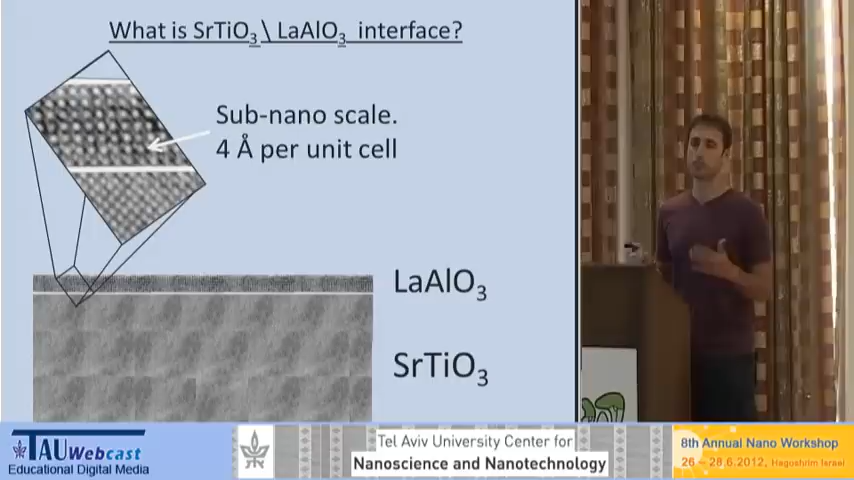 What is SrTiO₃ \ LaAlO₃ interface?
Sub-nano scale.
4 Å per unit cell
LaAlO₃
SrTiO₃
TAUWebcast
Educational Digital Media
Tel Aviv University Center for
Nanoscience and Nanotechnology
8th Annual Nano Workshop
26 – 28.6.2012, Hagoshrim Israel